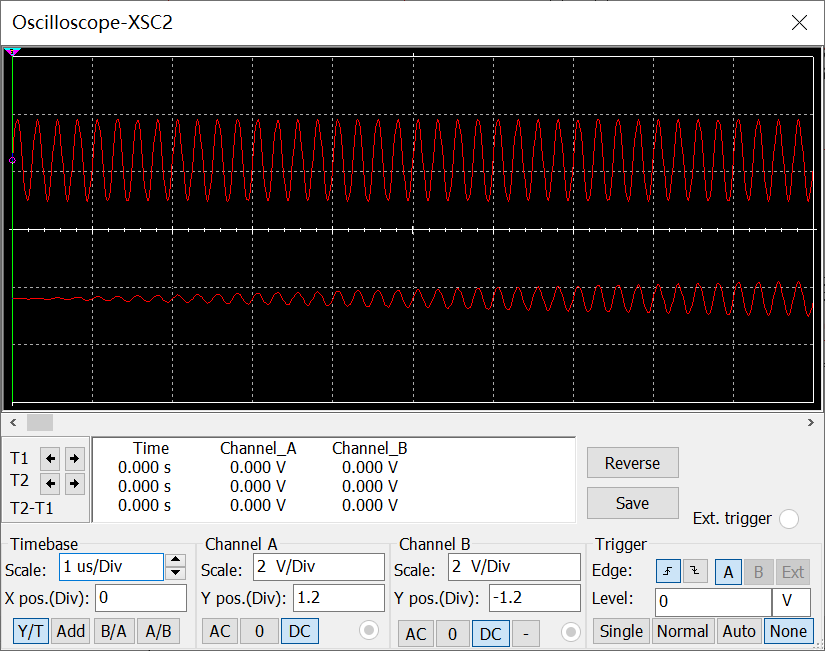 Oscilloscope-XSC2
Time Channel_A Channel_B
T1 0.000 s 0.000 V 0.000 V
T2 0.000 s 0.000 V 0.000 V
T2-T1 0.000 s 0.000 V 0.000 V
Reverse
Save
Ext. trigger
Timebase
Scale: 1 us/Div
X pos.(Div): 0
Y/T Add B/A A/B
Channel A
Scale: 2 V/Div
Y pos.(Div): 1.2
AC 0 DC
Channel B
Scale: 2 V/Div
Y pos.(Div): -1.2
AC 0 DC -
Trigger
Edge: A B Ext
Level: 0 V
Single Normal Auto None